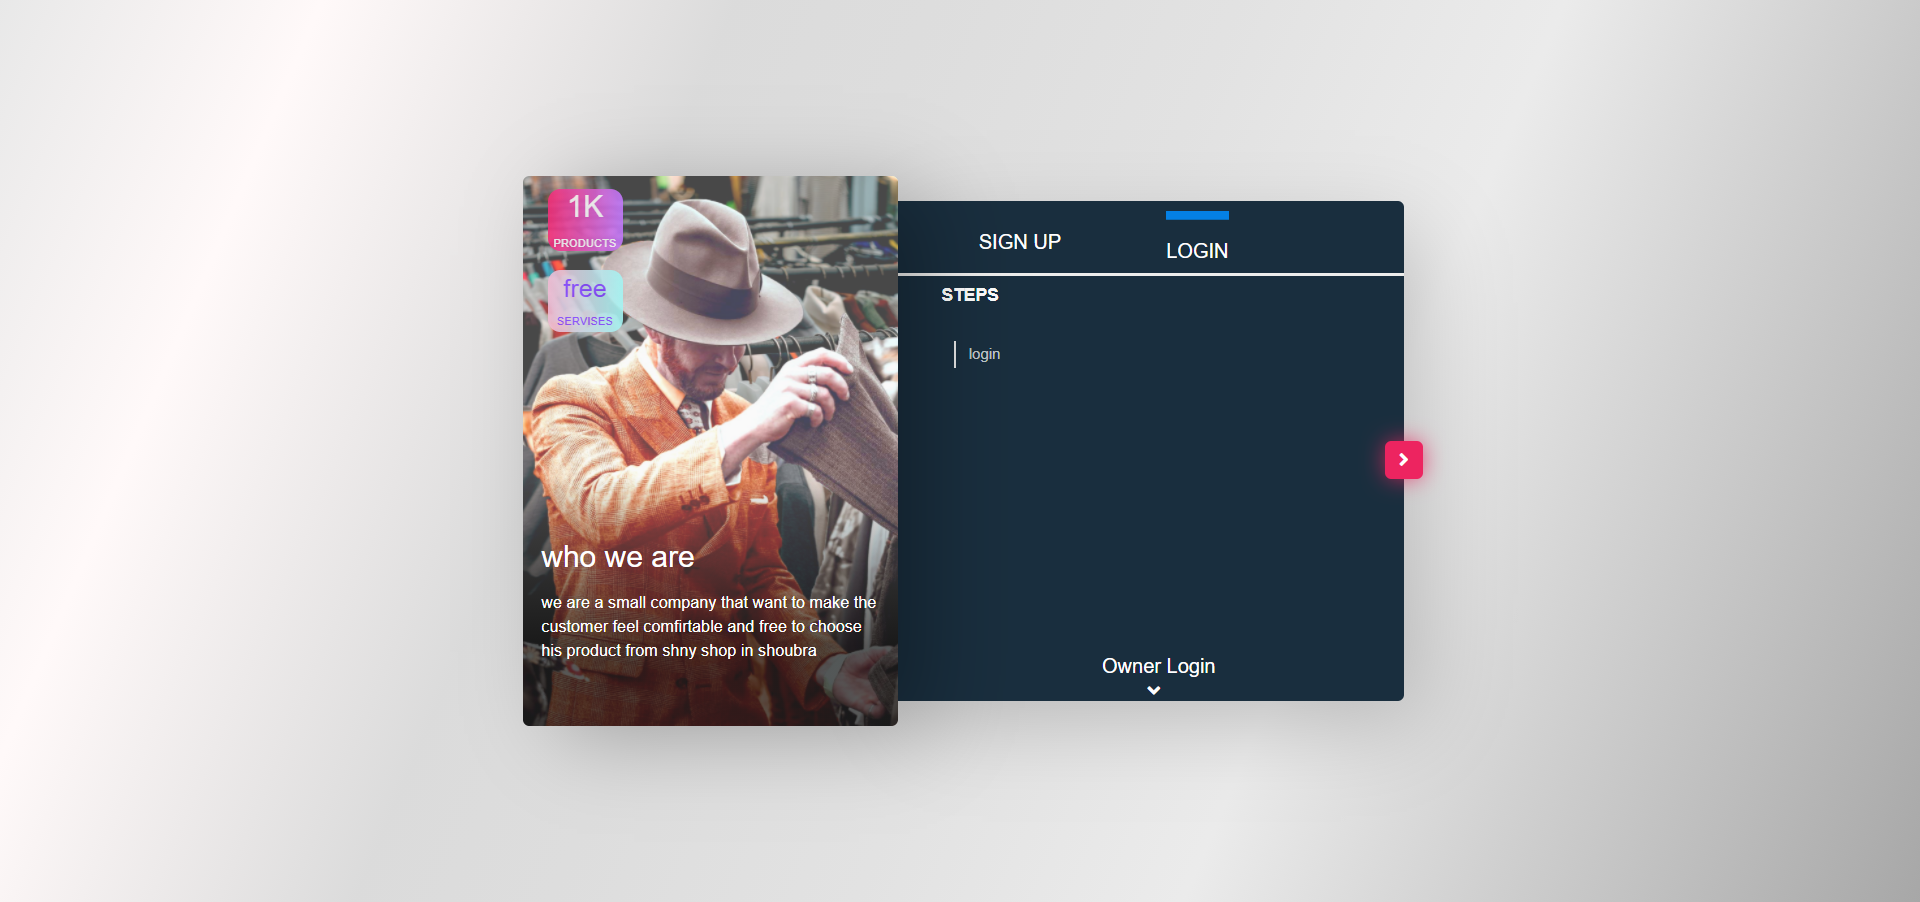 1K
PRODUCTS
free
SERVISES
who we are
we are a small company that want to make the
customer feel comfirtable and free to choose
his product from shny shop in shoubra
SIGN UP
LOGIN
STEPS
login
Owner Login